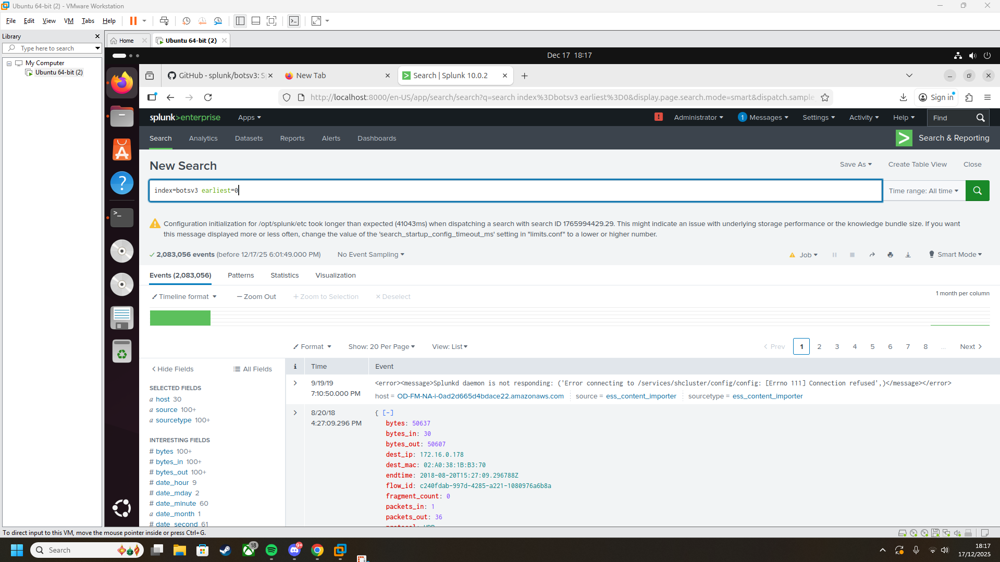 Ubuntu 64-bit (2) - VMware Workstation
File Edit View VM Tabs Help
Library
Home
Ubuntu 64-bit (2)
Type here to search
My Computer
Ubuntu 64-bit (2)
Dec 17 18:17
GitHub - splunk/botsv3: S
New Tab
Search | Splunk 10.0.2
http://localhost:8000/en-US/app/search/search?q=search index%3Dbotsv3 earliest%3D0&display.page.search.mode=smart&dispatch.sample
Sign in
splunk>enterprise
Apps
!
Administrator
1 Messages
Settings
Activity
Help
Find
Search
Analytics
Datasets
Reports
Alerts
Dashboards
Search & Reporting
New Search
Save As
Create Table View
Close
index=botsv3 earliest=0
Time range: All time
Configuration initialization for /opt/splunk/etc took longer than expected (41043ms) when dispatching a search with search ID 1765994429.29. This might indicate an issue with underlying storage performance or the knowledge bundle size. If you want
this message displayed more or less often, change the value of the 'search_startup_config_timeout_ms' setting in "limits.conf" to a lower or higher number.
2,083,056 events (before 12/17/25 6:01:49.000 PM)
No Event Sampling
Job
Smart Mode
Events (2,083,056)
Patterns
Statistics
Visualization
Timeline format
— Zoom Out
+ Zoom to Selection
× Deselect
1 month per column
Format
Show: 20 Per Page
View: List
< Prev
1 2 3 4 5 6 7 8 ... Next >
< Hide Fields
All Fields
i Time Event
SELECTED FIELDS
a host 30
a source 100+
a sourcetype 100+
INTERESTING FIELDS
# bytes 100+
# bytes_in 100+
# bytes_out 100+
# date_hour 9
# date_mday 2
# date_minute 60
a date_month 1
# date_second 61
9/19/19
7:10:50.000 PM
<error><message>Splunkd daemon is not responding: ('Error connecting to /services/shcluster/config/config: [Errno 111] Connection refused',)</message></error>
host = OD-FM-NA-i-0ad2d665d4bdace22.amazonaws.com
source = ess_content_importer
sourcetype = ess_content_importer
8/20/18
4:27:09.296 PM
{ [-]
bytes: 50637
bytes_in: 30
bytes_out: 50607
dest_ip: 172.16.0.178
dest_mac: 02:A0:38:1B:B3:70
endtime: 2018-08-20T15:27:09.296788Z
flow_id: c240fdab-997d-4285-a221-1080976a6b8a
fragment_count: 0
packets_in: 1
packets_out: 36
To direct input to this VM, move the mouse pointer inside or press Ctrl+G.
Search
18
9+
18:17
17/12/2025